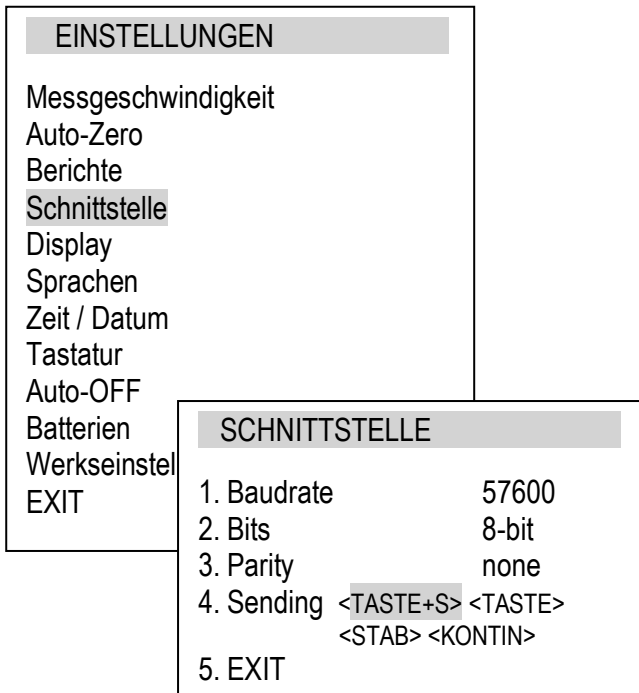 EINSTELLUNGEN
Messgeschwindigkeit
Auto-Zero
Berichte
Schnittstelle
Display
Sprachen
Zeit / Datum
Tastatur
Auto-OFF
Batterien
Werkseinstel
EXIT
SCHNITTSTELLE
1. Baudrate 57600
2. Bits 8-bit
3. Parity none
4. Sending <TASTE+S> <TASTE>
<STAB> <KONTIN>
5. EXIT